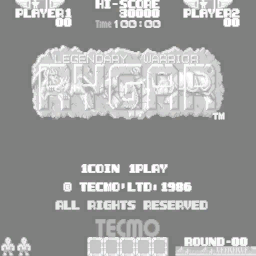 PLAYER1 HI-SCORE PLAYER2
00 30000 00
TIME 100:00
LEGENDARY WARRIOR
RYGAR
TM
1COIN 1PLAY
© TECMO'LTD:1986
ALL RIGHTS RESERVED
TECMO
ROUND-00